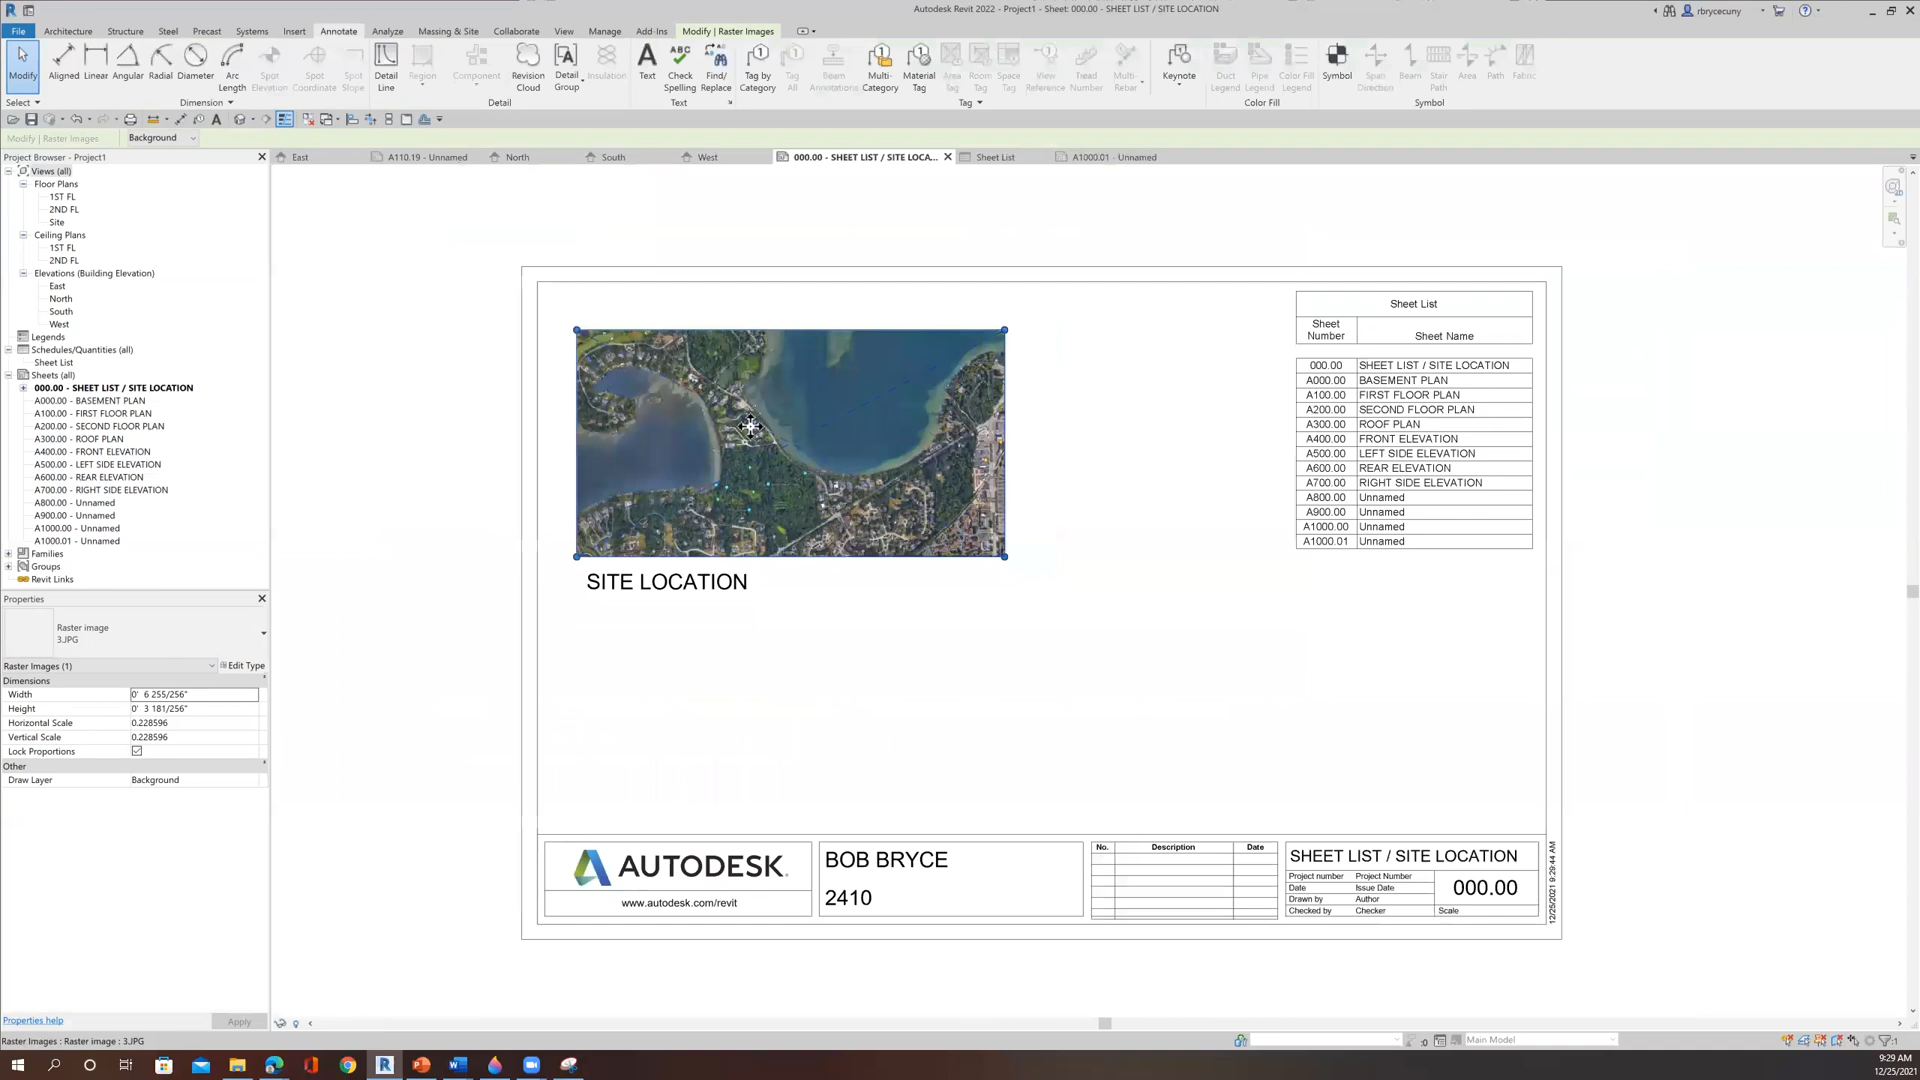 Autodesk Revit 2022 - Project1 - Sheet: 000.00 - SHEET LIST / SITE LOCATION
rbrycecuny
File Architecture Structure Steel Precast Systems Insert Annotate Analyze Massing & Site Collaborate View Manage Add-Ins Modify | Raster Images
Modify Aligned Linear Angular Radial Diameter Arc Length Spot Elevation Spot Coordinate Spot Slope Detail Line Region Component Revision Cloud Detail Group Insulation Text Check Spelling Find/ Replace Tag by Category Tag All Beam Annotations Multi- Category Material Tag Area Tag Room Tag Space Tag View Reference Tread Number Multi- Rebar Keynote Duct Legend Pipe Legend Color Fill Legend Symbol Span Direction Beam Stair Path Area Path Fabric
Select Dimension Detail Text Tag Color Fill Symbol
Modify | Raster Images Background
Project Browser - Project1
East A110.19 - Unnamed North South West 000.00 - SHEET LIST / SITE LOCA... Sheet List A1000.01 - Unnamed
Views (all)
Floor Plans
1ST FL
2ND FL
Site
Ceiling Plans
1ST FL
2ND FL
Elevations (Building Elevation)
East
North
South
West
Legends
Schedules/Quantities (all)
Sheet List
Sheets (all)
000.00 - SHEET LIST / SITE LOCATION
A000.00 - BASEMENT PLAN
A100.00 - FIRST FLOOR PLAN
A200.00 - SECOND FLOOR PLAN
A300.00 - ROOF PLAN
A400.00 - FRONT ELEVATION
A500.00 - LEFT SIDE ELEVATION
A600.00 - REAR ELEVATION
A700.00 - RIGHT SIDE ELEVATION
A800.00 - Unnamed
A900.00 - Unnamed
A1000.00 - Unnamed
A1000.01 - Unnamed
Families
Groups
Revit Links
Properties
Raster image
3.JPG
Raster Images (1) Edit Type
Dimensions
Width 0' 6 255/256"
Height 0' 3 181/256"
Horizontal Scale 0.228596
Vertical Scale 0.228596
Lock Proportions
Other
Draw Layer Background
Properties help Apply
SITE LOCATION
Sheet List
Sheet Number Sheet Name
000.00 SHEET LIST / SITE LOCATION
A000.00 BASEMENT PLAN
A100.00 FIRST FLOOR PLAN
A200.00 SECOND FLOOR PLAN
A300.00 ROOF PLAN
A400.00 FRONT ELEVATION
A500.00 LEFT SIDE ELEVATION
A600.00 REAR ELEVATION
A700.00 RIGHT SIDE ELEVATION
A800.00 Unnamed
A900.00 Unnamed
A1000.00 Unnamed
A1000.01 Unnamed
AUTODESK.
www.autodesk.com/revit
BOB BRYCE
2410
No. Description Date
SHEET LIST / SITE LOCATION
Project number Project Number
Date Issue Date
Drawn by Author
Checked by Checker
000.00
Scale
12/25/2021 9:29:44 AM
Raster Images : Raster image : 3.JPG
:0 Main Model :1
9:29 AM
12/25/2021